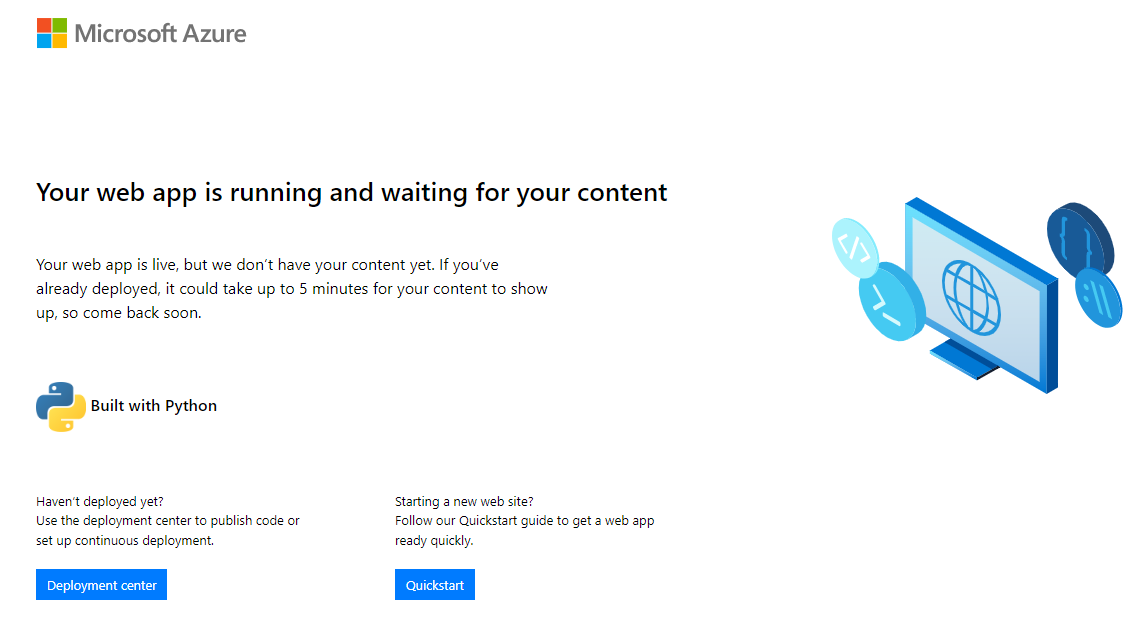 Microsoft Azure
Your web app is running and waiting for your content
Your web app is live, but we don’t have your content yet. If you’ve
already deployed, it could take up to 5 minutes for your content to show
up, so come back soon.
Built with Python
Haven’t deployed yet?
Use the deployment center to publish code or
set up continuous deployment.
Deployment center
Starting a new web site?
Follow our Quickstart guide to get a web app
ready quickly.
Quickstart